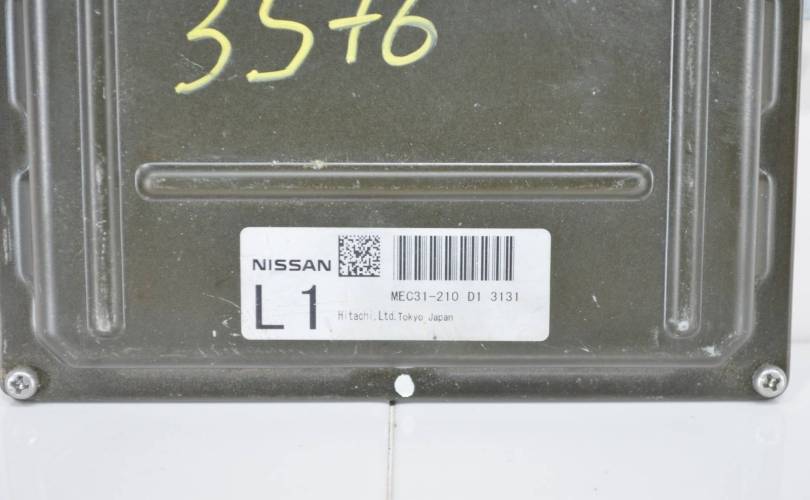 3576
NISSAN
L1
MEC31-210 D1 3131
Hitachi,Ltd.Tokyo Japan